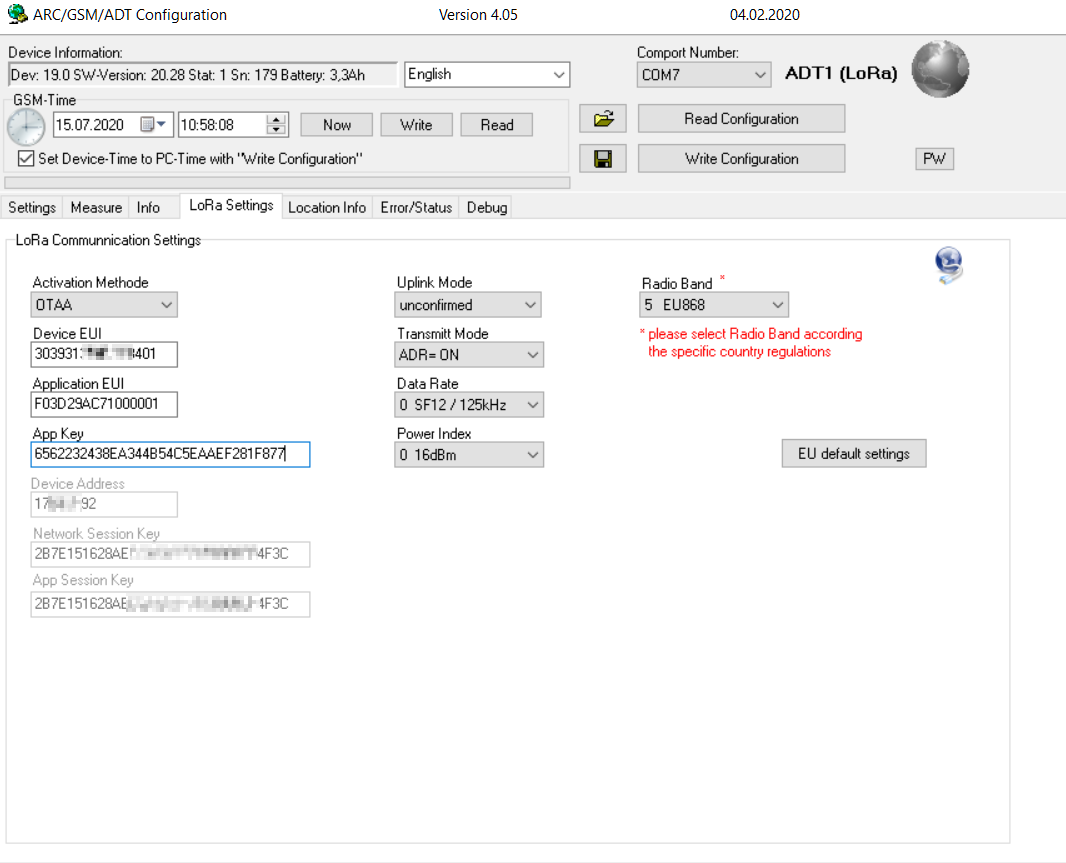 ARC/GSM/ADT Configuration Version 4.05 04.02.2020
Device Information:
Dev: 19.0 SW-Version: 20.28 Stat: 1 Sn: 179 Battery: 3,3Ah
English
Comport Number:
COM7
ADT1 (LoRa)
GSM-Time
15.07.2020 10:58:08 Now Write Read
Set Device-Time to PC-Time with "Write Configuration"
Read Configuration
Write Configuration
PW
Settings Measure Info LoRa Settings Location Info Error/Status Debug
LoRa Communnication Settings
Activation Methode
OTAA
Device EUI
303931 8401
Application EUI
F03D29AC71000001
App Key
6562232438EA344B54C5EAAEF281F877
Device Address
17 92
Network Session Key
2B7E151628AE 4F3C
App Session Key
2B7E151628AE 4F3C
Uplink Mode
unconfirmed
Transmitt Mode
ADR= ON
Data Rate
0 SF12 / 125kHz
Power Index
0 16dBm
Radio Band *
5 EU868
* please select Radio Band according
the specific country regulations
EU default settings